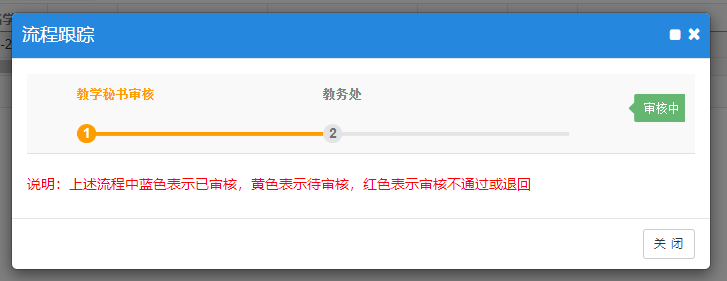 流程跟踪
教学秘书审核
教务处
审核中
1
2
说明：上述流程中蓝色表示已审核，黄色表示待审核，红色表示审核不通过或退回
关 闭